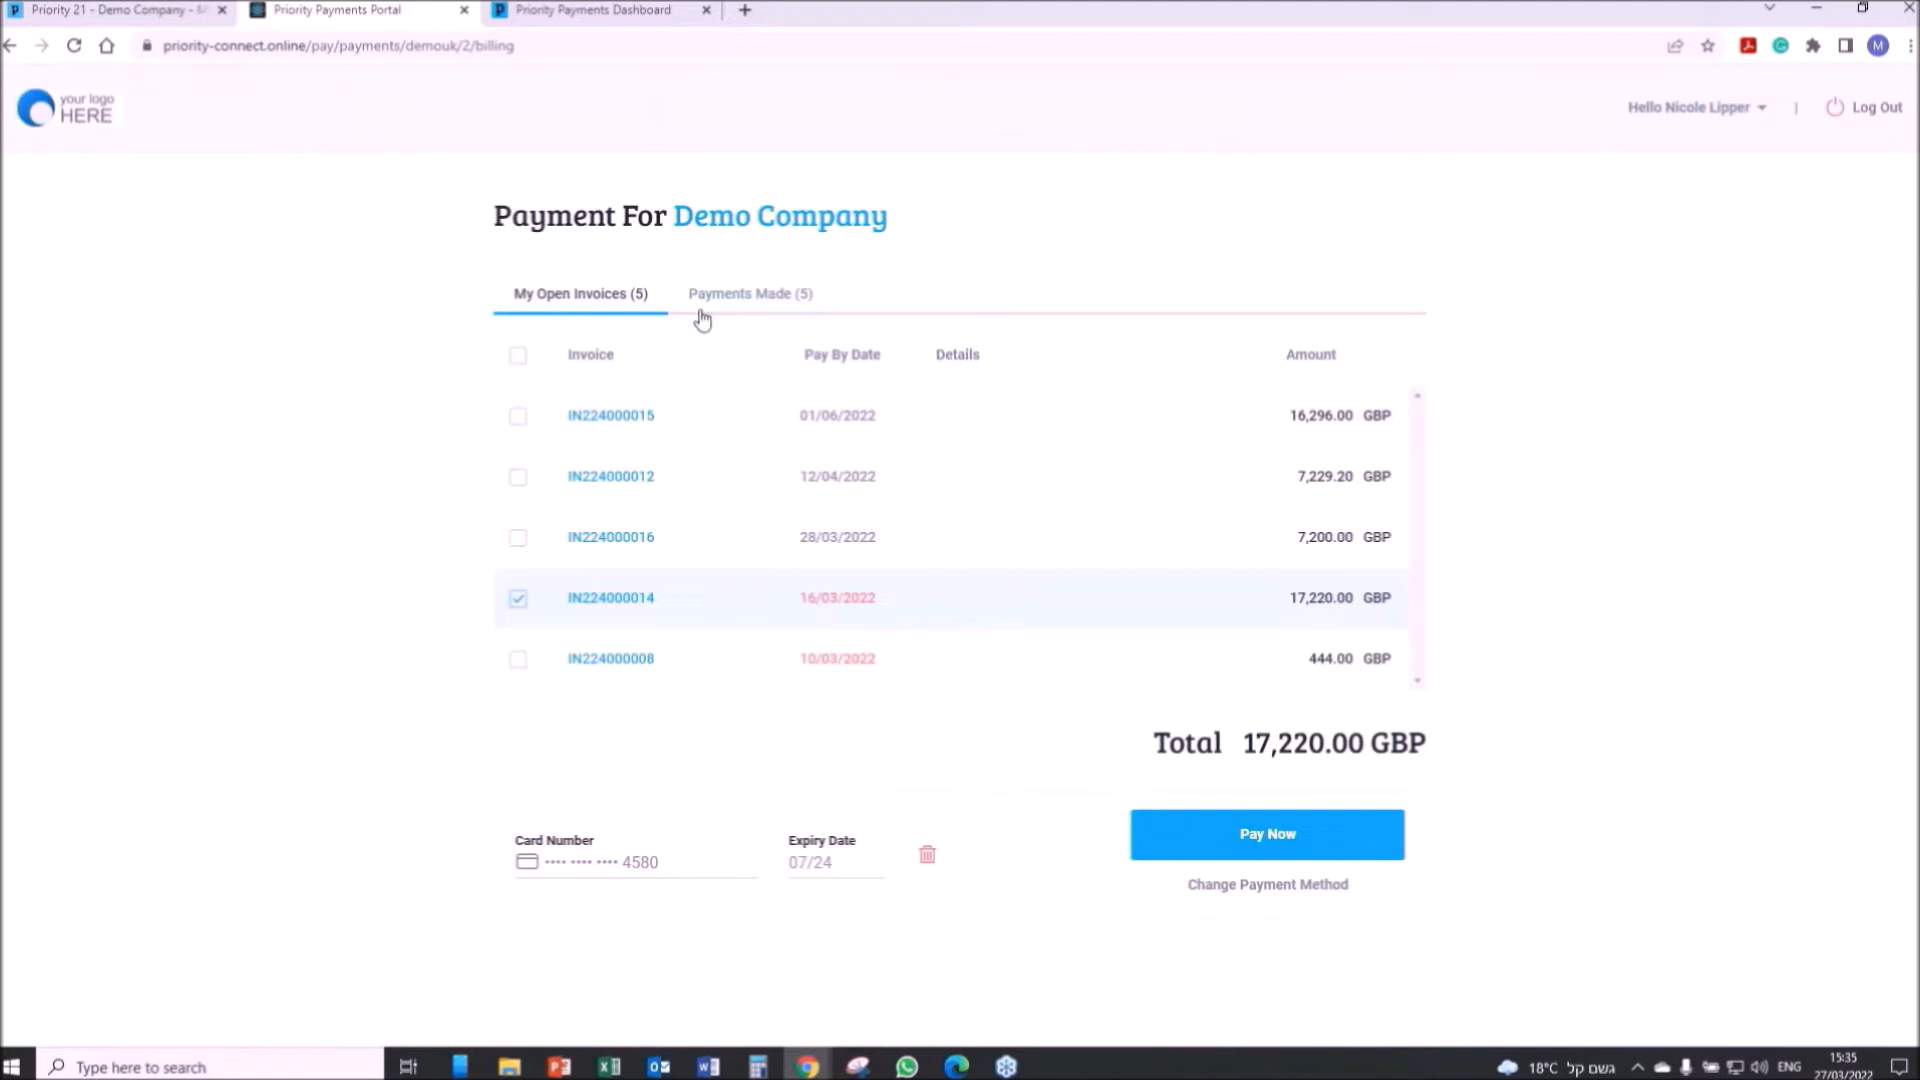 Priority 21 - Demo Company -
Priority Payments Portal
Priority Payments Dashboard
priority-connect.online/pay/payments/demouk/2/billing
M
your logo
HERE
Hello Nicole Lipper
|
Log Out
Payment For Demo Company
My Open Invoices (5)
Payments Made (5)
Invoice Pay By Date Details Amount
IN224000015 01/06/2022 16,296.00 GBP
IN224000012 12/04/2022 7,229.20 GBP
IN224000016 28/03/2022 7,200.00 GBP
IN224000014 16/03/2022 17,220.00 GBP
IN224000008 10/03/2022 444.00 GBP
Total 17,220.00 GBP
Card Number
•••• •••• •••• 4580
Expiry Date
07/24
Pay Now
Change Payment Method
Type here to search
18°C גשם קל
ENG
15:35
27/03/2022